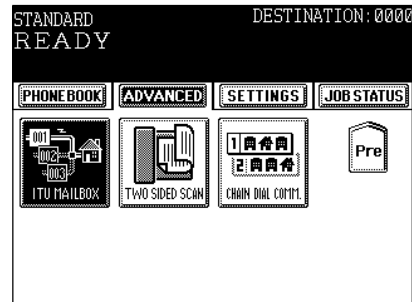 STANDARD DESTINATION:0000
READY
PHONE BOOK ADVANCED SETTINGS JOB STATUS
001
002
003
ITU MAILBOX
TWO SIDED SCAN
1
2
CHAIN DIAL COMM.
Pre